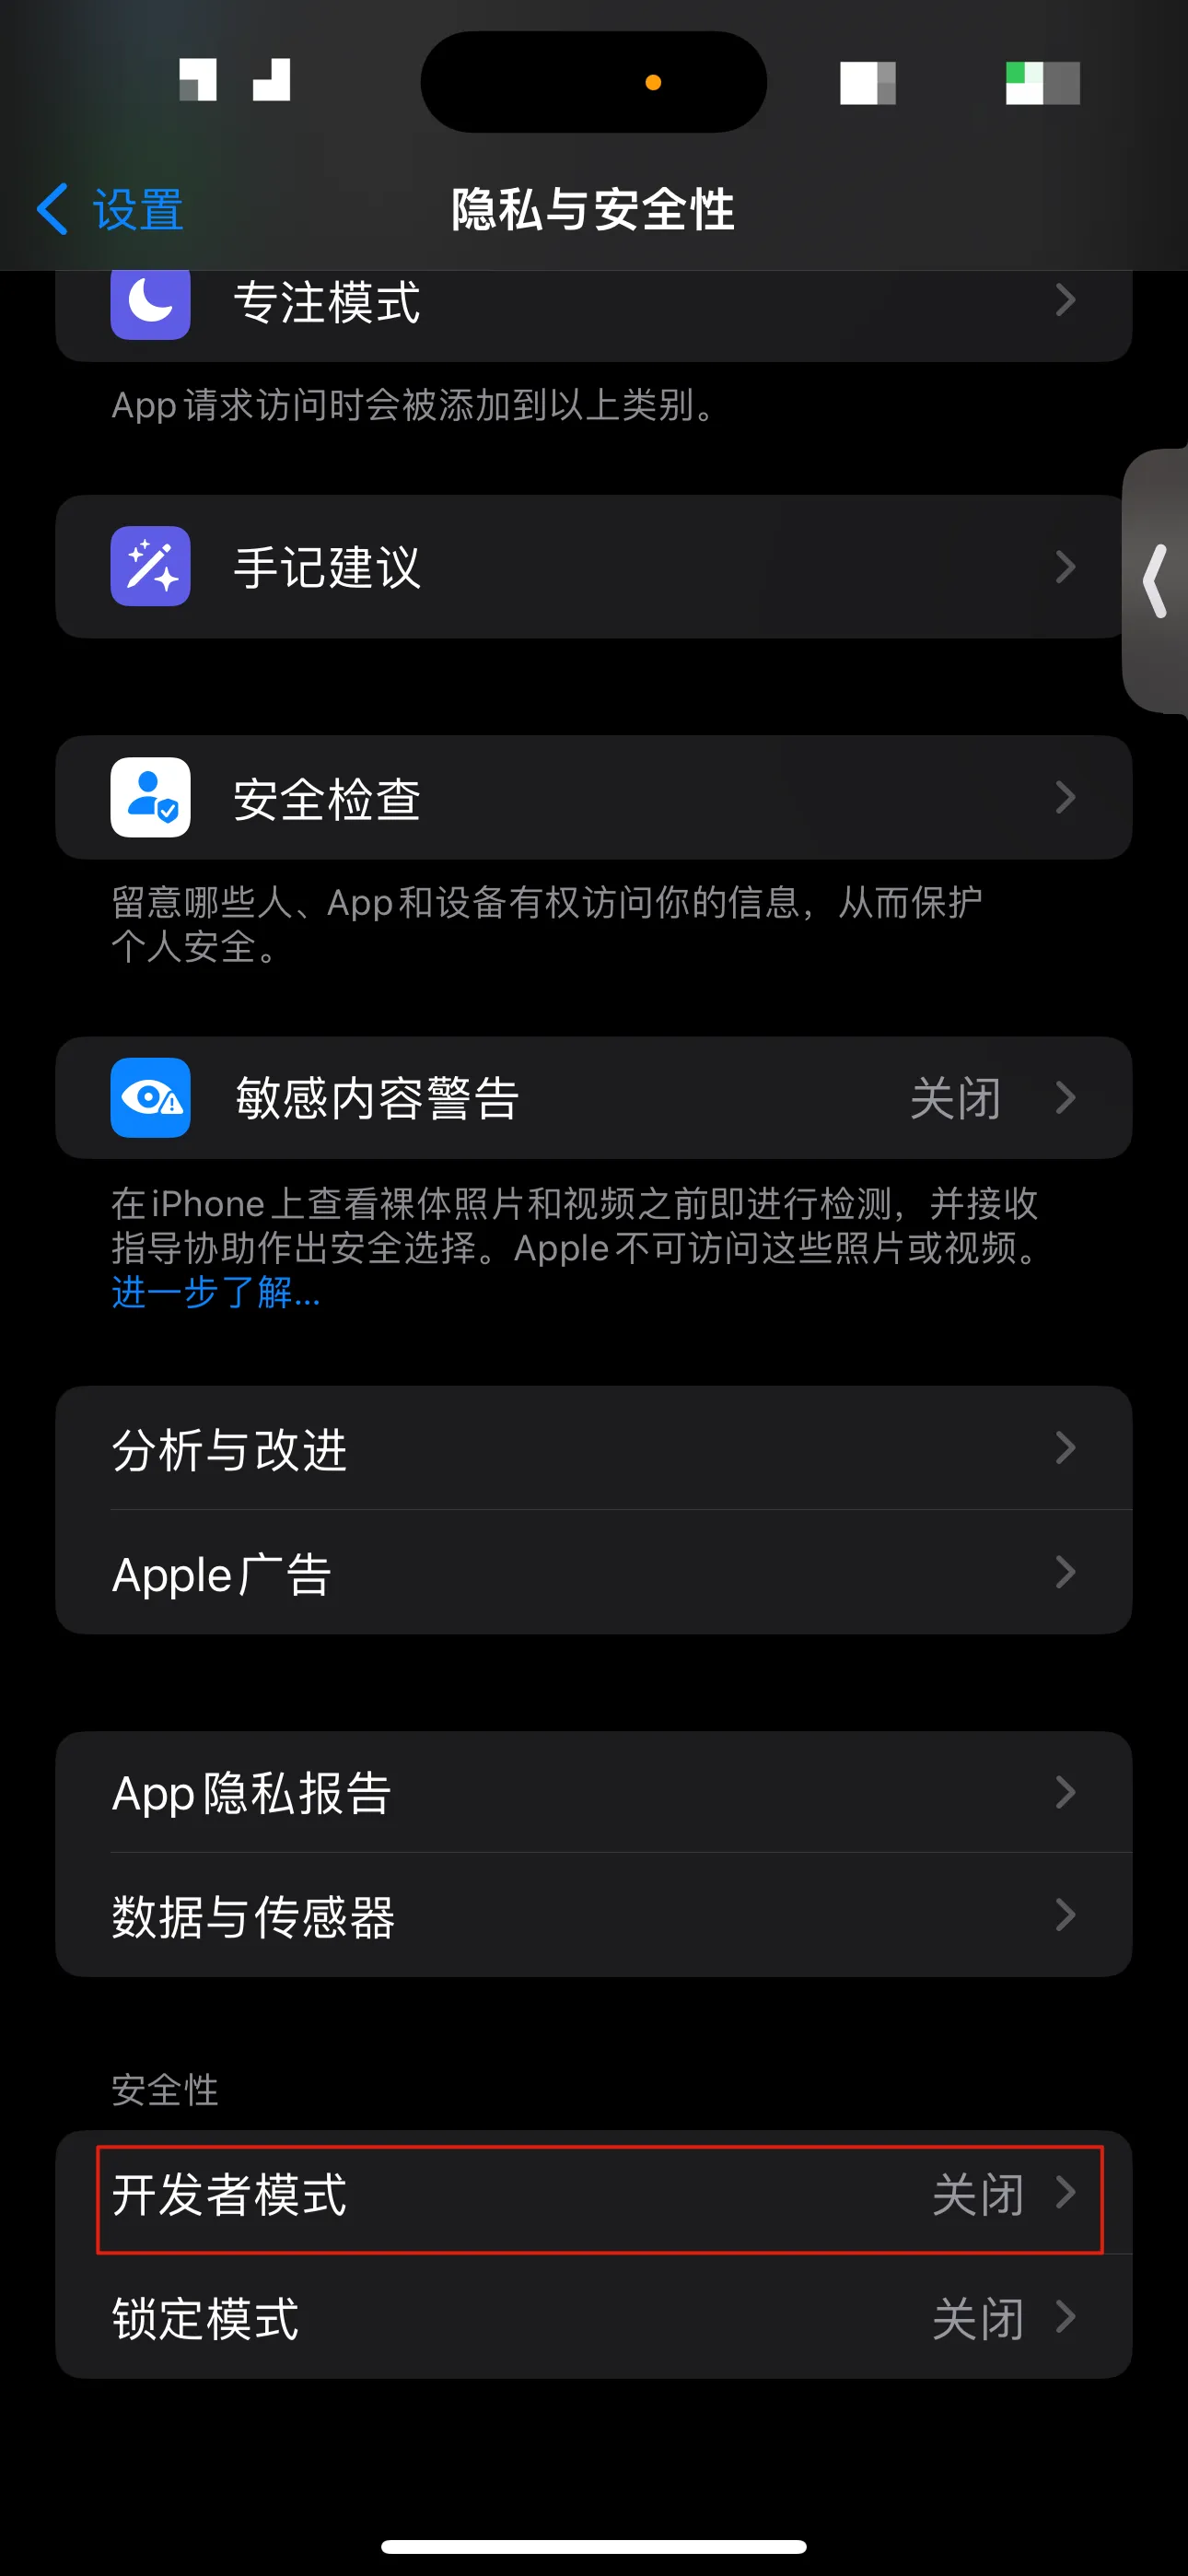 设置
隐私与安全性
专注模式
App请求访问时会被添加到以上类别。
手记建议
安全检查
留意哪些人、App和设备有权访问你的信息，从而保护
个人安全。
敏感内容警告 关闭
在iPhone上查看裸体照片和视频之前即进行检测，并接收
指导协助作出安全选择。Apple不可访问这些照片或视频。
进一步了解...
分析与改进
Apple广告
App隐私报告
数据与传感器
安全性
开发者模式 关闭
锁定模式 关闭